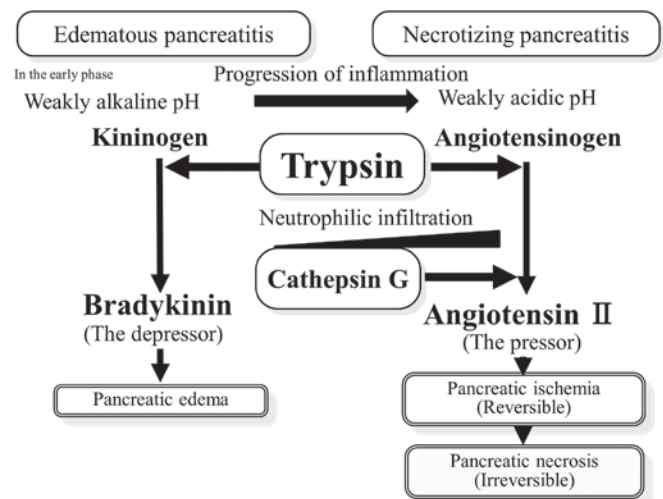 Edematous pancreatitis
Necrotizing pancreatitis
In the early phase
Progression of inflammation
Weakly alkaline pH
Weakly acidic pH
Kininogen
Angiotensinogen
Trypsin
Neutrophilic infiltration
Cathepsin G
Bradykinin
(The depressor)
Angiotensin Ⅱ
(The pressor)
Pancreatic edema
Pancreatic ischemia
(Reversible)
Pancreatic necrosis
(Irreversible)